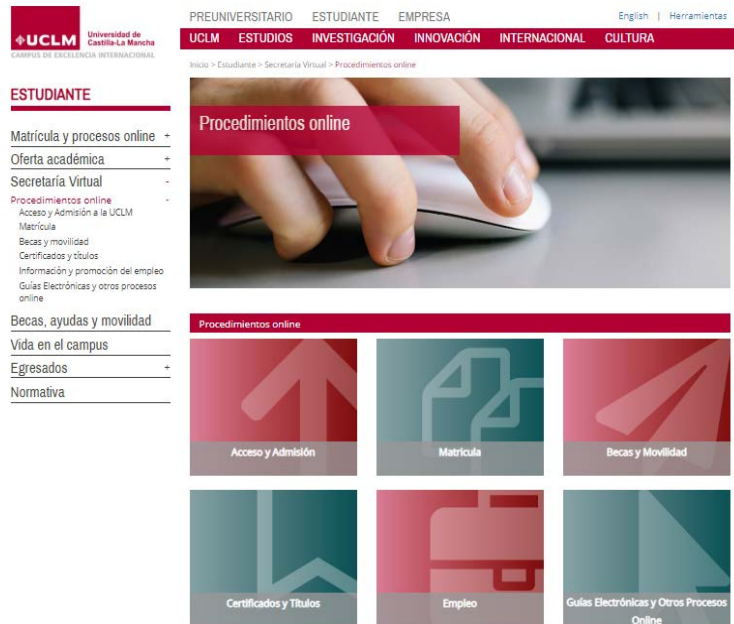 UCLM
Universidad de
Castilla-La Mancha
CAMPUS DE EXCELENCIA INTERNACIONAL
PREUNIVERSITARIO ESTUDIANTE EMPRESA
English | Herramientas
UCLM ESTUDIOS INVESTIGACIÓN INNOVACIÓN INTERNACIONAL CULTURA
Inicio > Estudiante > Secretaría Virtual > Procedimientos online
ESTUDIANTE
Matrícula y procesos online +
Oferta académica +
Secretaría Virtual -
Procedimientos online -
Acceso y Admisión a la UCLM
Matrícula
Becas y movilidad
Certificados y títulos
Información y promoción del empleo
Guías Electrónicas y otros procesos
online
Becas, ayudas y movilidad
Vida en el campus
Egresados +
Normativa
Procedimientos online
Procedimientos online
Acceso y Admisión
Matrícula
Becas y Movilidad
Certificados y Títulos
Empleo
Guías Electrónicas y Otros Procesos
Online